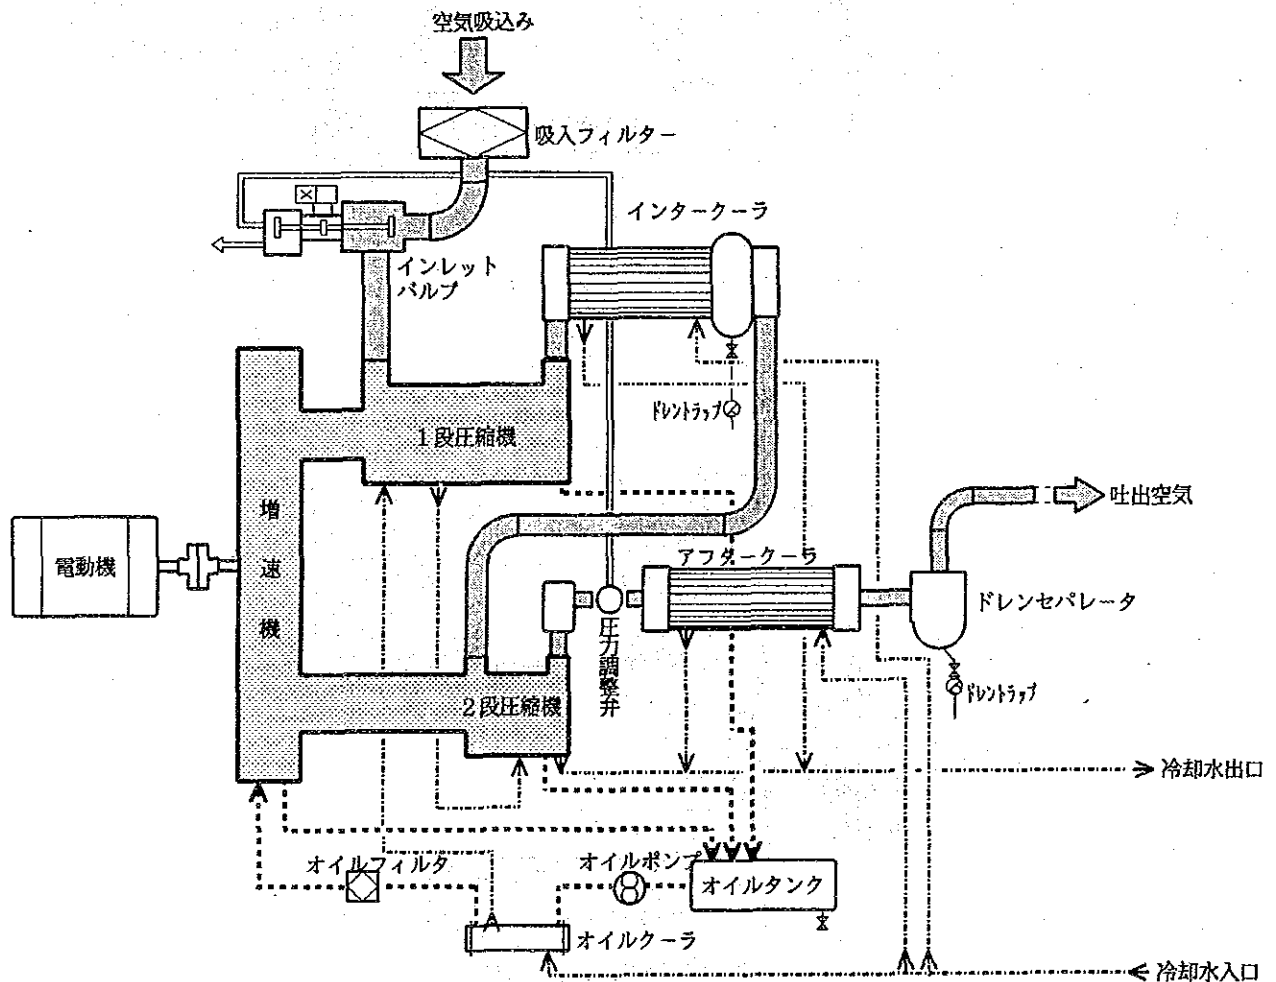 空気吸込み
吸入フィルター
インタークーラ
インレット
バルブ
ドレントラップ
1段圧縮機
増速機
電動機
吐出空気
アフタークーラ
ドレンセパレータ
圧力調整弁
ドレントラップ
2段圧縮機
冷却水出口
オイルフィルタ
オイルポンプ
オイルタンク
オイルクーラ
冷却水入口